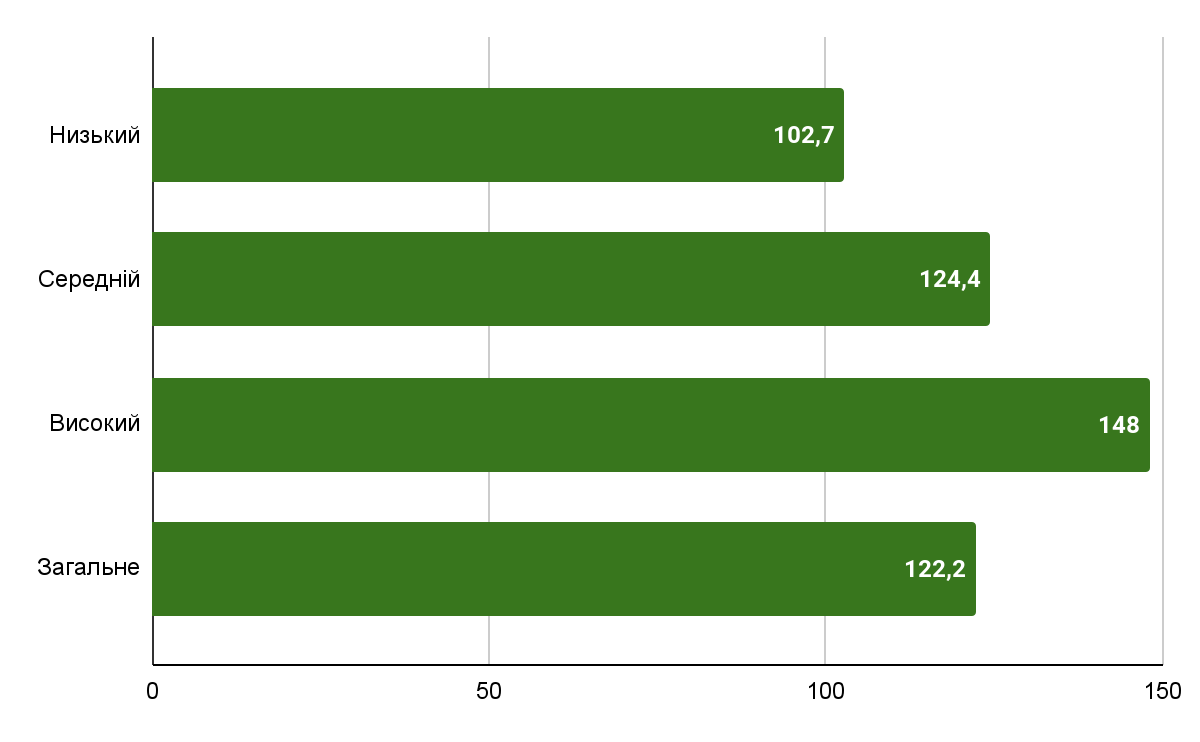 Низький
102,7
Середній
124,4
Високий
148
Загальне
122,2
0 50 100 150